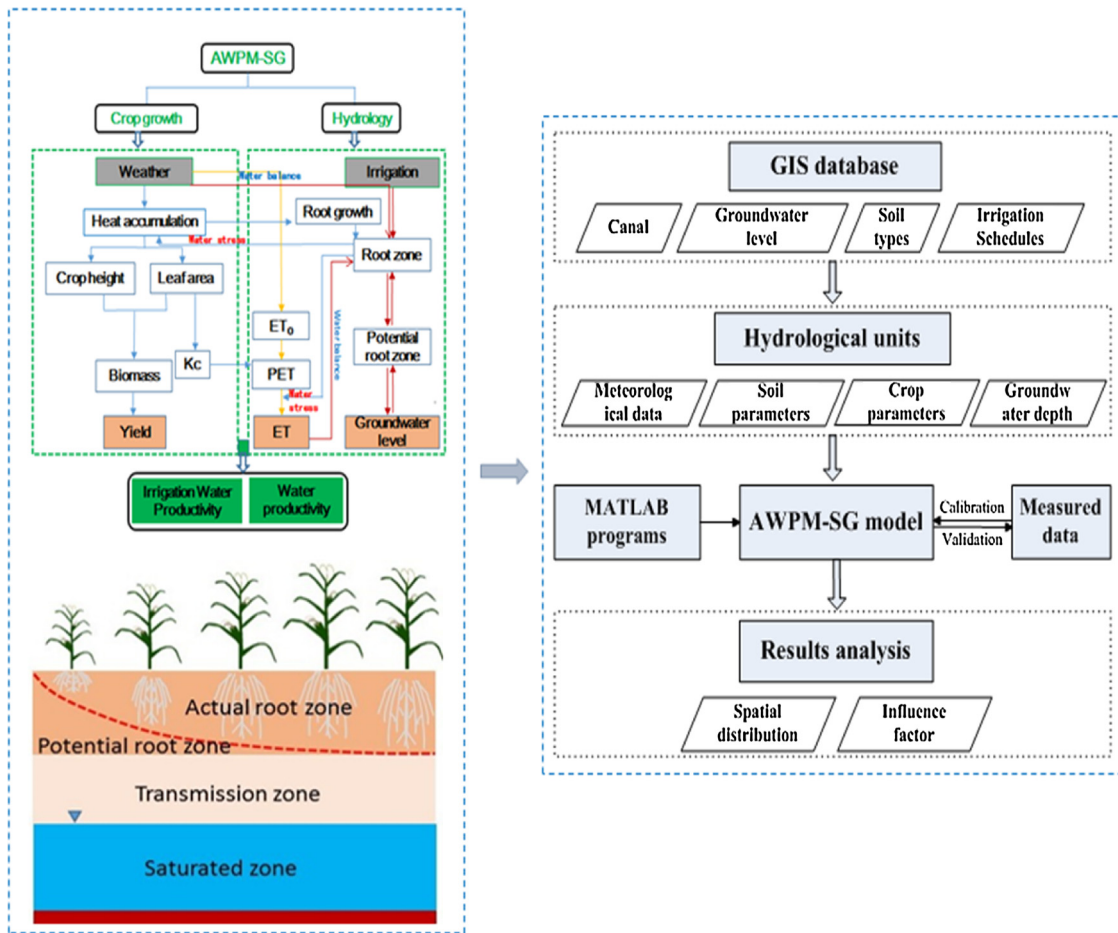 AWPM-SG
Crop growth
Hydrology
Weather
Water balance
Irrigation
Heat accumulation
Root growth
Water stress
Root zone
Crop height
Leaf area
Water balance
ET0
Potential
root zone
Biomass
Kc
PET
Water
stress
Yield
ET
Groundwater
level
Irrigation Water
Productivity
Water
productivity
Actual root zone
Potential root zone
Transmission zone
Saturated zone
GIS database
Canal
Groundwater
level
Soil
types
Irrigation
Schedules
Hydrological units
Meteorolog
ical data
Soil
parameters
Crop
parameters
Groundw
ater depth
MATLAB
programs
AWPM-SG model
Calibration
Validation
Measured
data
Results analysis
Spatial
distribution
Influence
factor